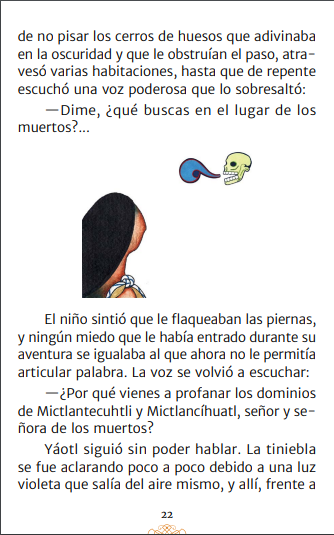 de no pisar los cerros de huesos que adivinaba
en la oscuridad y que le obstruían el paso, atra-
vesó varias habitaciones, hasta que de repente
escuchó una voz poderosa que lo sobresaltó:
—Dime, ¿qué buscas en el lugar de los
muertos?...
El niño sintió que le flaqueaban las piernas,
y ningún miedo que le había entrado durante su
aventura se igualaba al que ahora no le permitía
articular palabra. La voz se volvió a escuchar:
—¿Por qué vienes a profanar los dominios
de Mictlantecuhtli y Mictlancíhuatl, señor y se-
ñora de los muertos?
Yáotl siguió sin poder hablar. La tiniebla
se fue aclarando poco a poco debido a una luz
violeta que salía del aire mismo, y allí, frente a
22